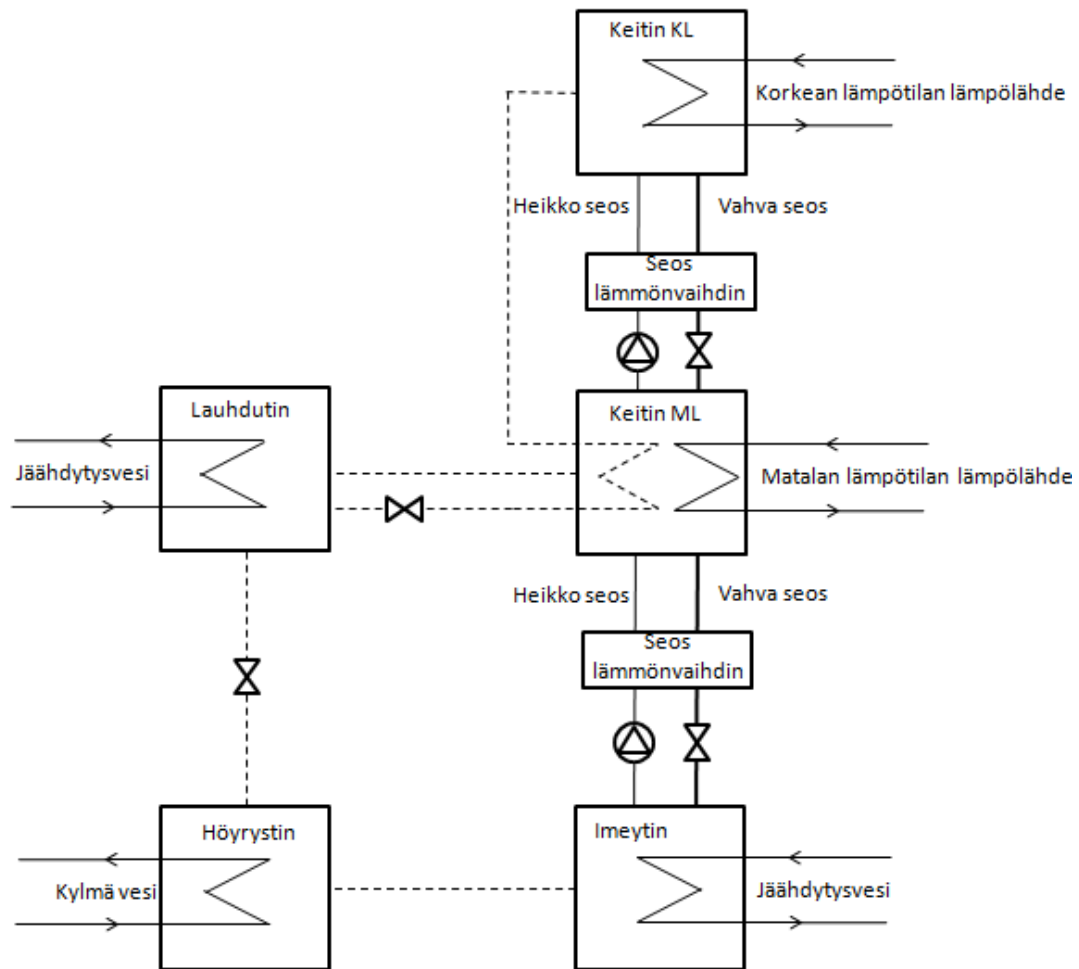 Keitin KL
Korkean lämpötilan lämpölähde
Heikko seos
Vahva seos
Seos
lämmönvaihdin
Lauhdutin
Keitin ML
Jäähdytysvesi
Matalan lämpötilan lämpölähde
Heikko seos
Vahva seos
Seos
lämmönvaihdin
Höyrystin
Imeytin
Kylmä vesi
Jäähdytysvesi